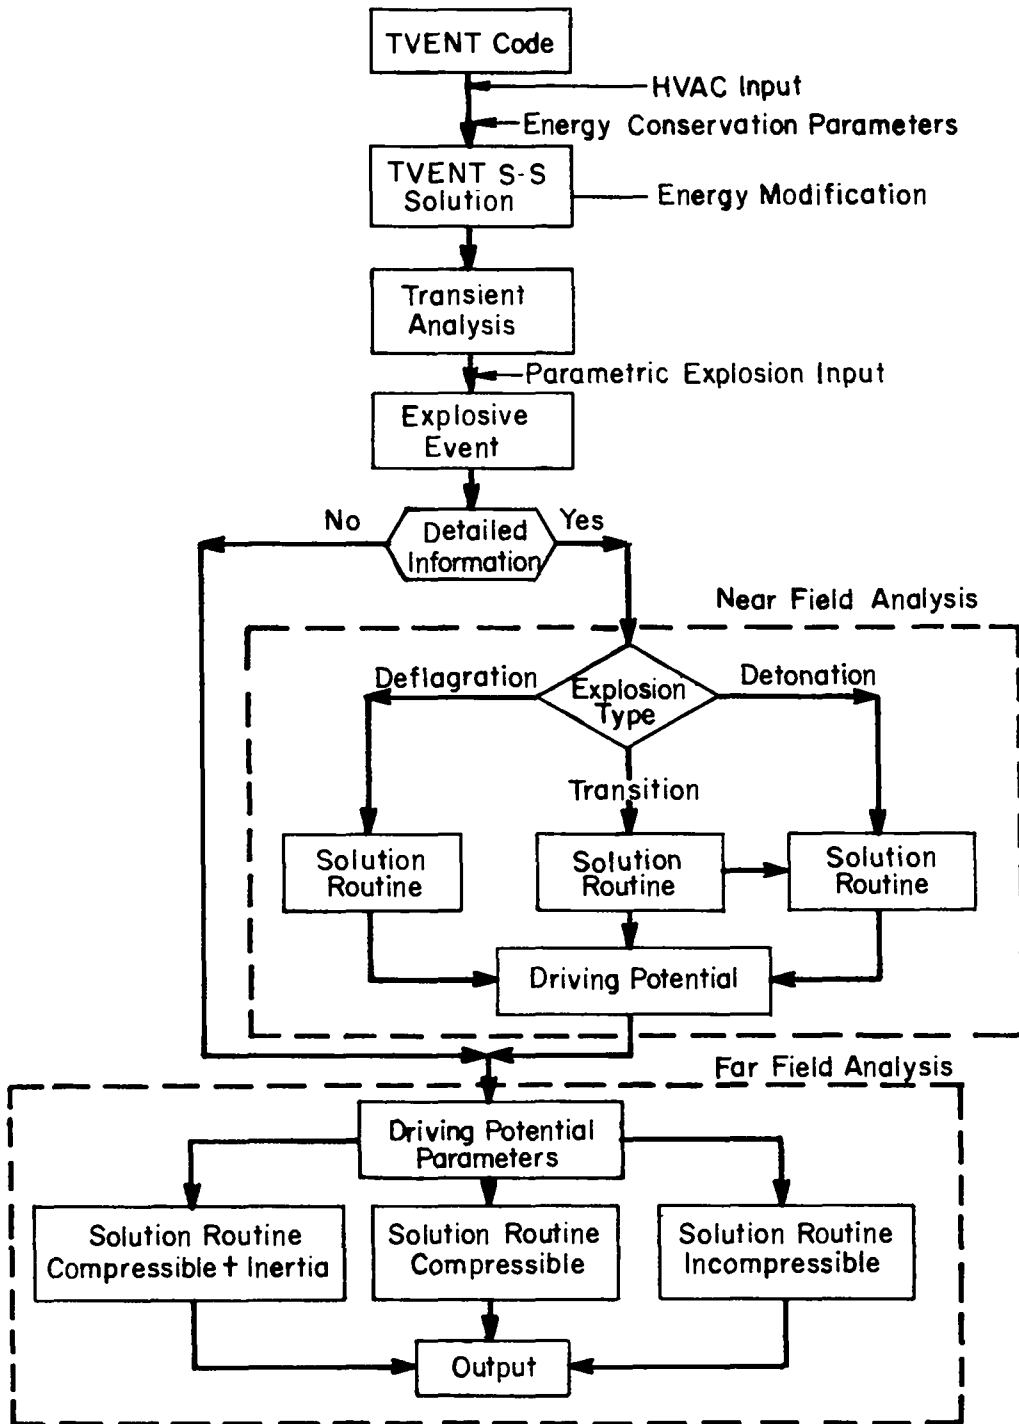 TVENT Code
HVAC Input
Energy Conservation Parameters
TVENT S-S
Solution
Energy Modification
Transient
Analysis
Parametric Explosion Input
Explosive
Event
No
Detailed
Information
Yes
Near Field Analysis
Deflagration
Explosion
Type
Detonation
Transition
Solution
Routine
Solution
Routine
Solution
Routine
Driving Potential
Far Field Analysis
Driving Potential
Parameters
Solution Routine
Compressible + Inertia
Solution Routine
Compressible
Solution Routine
Incompressible
Output